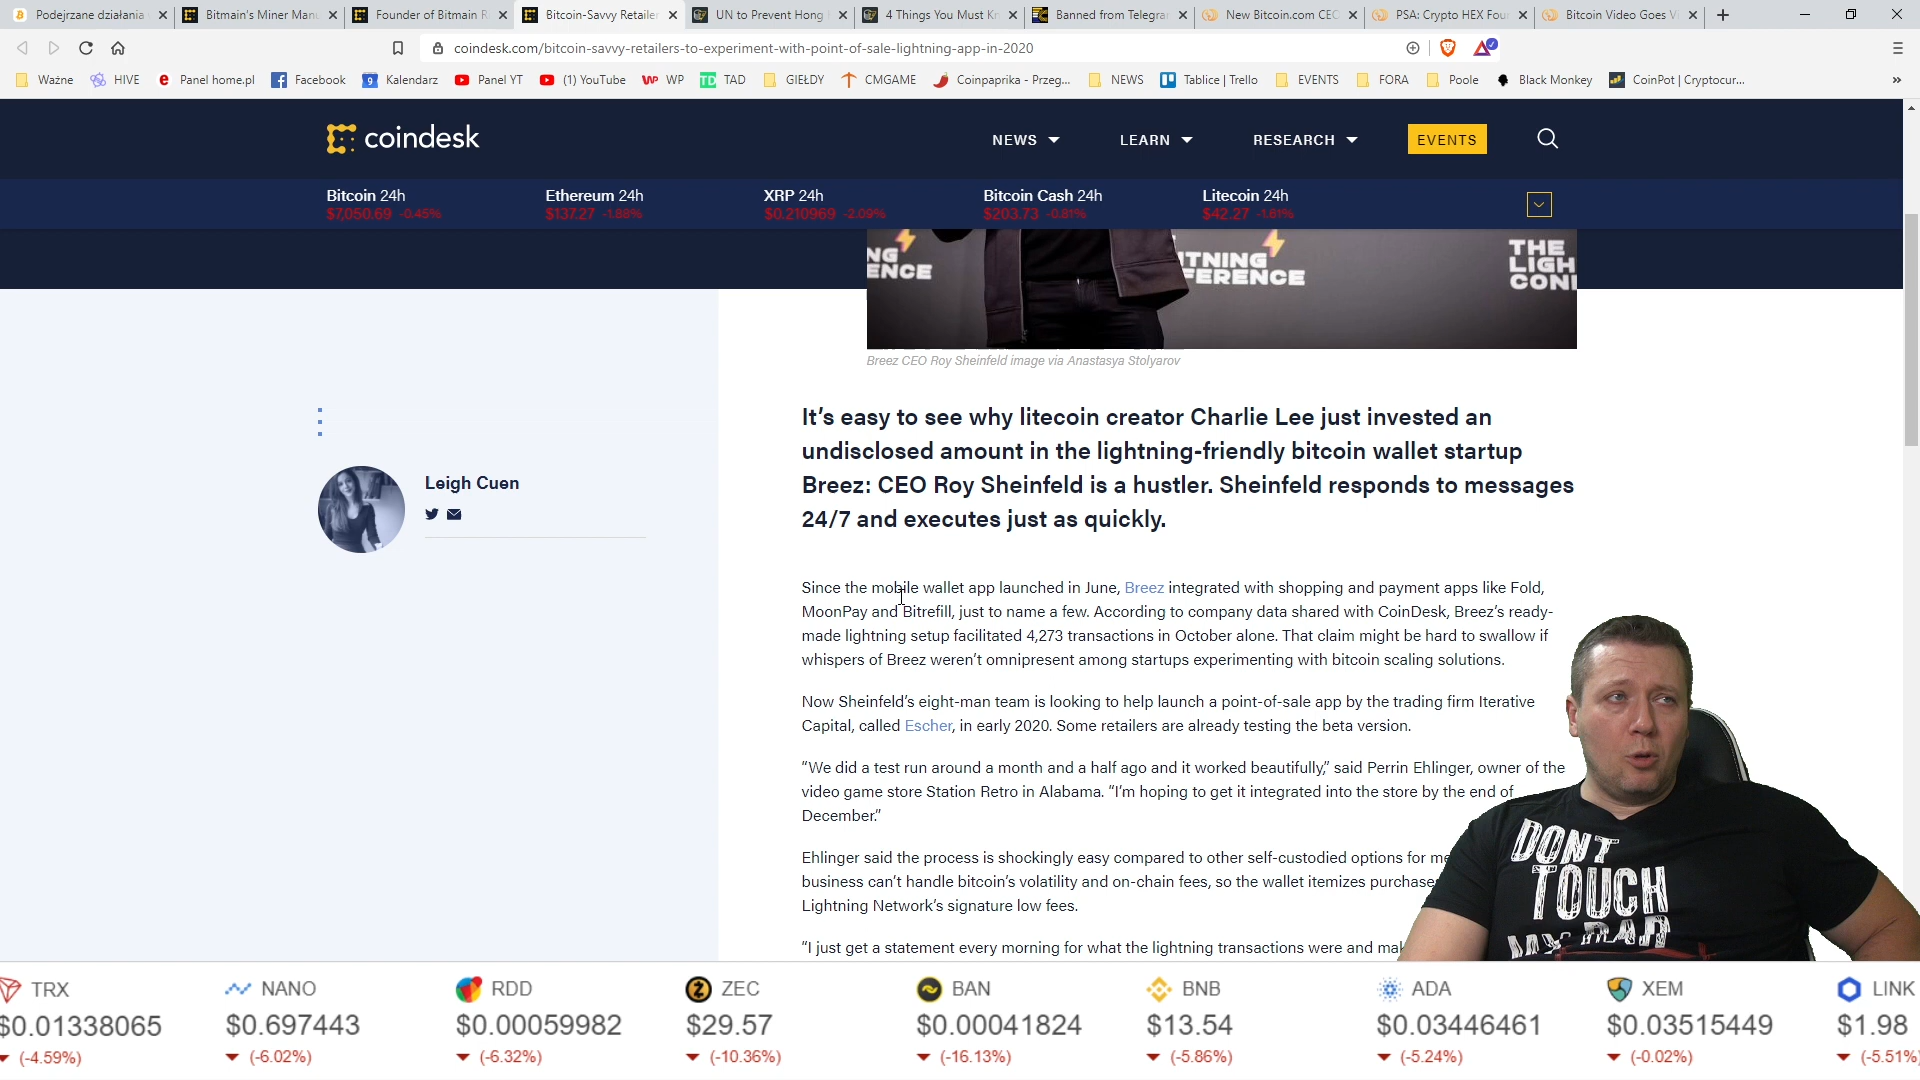 Podejrzane działania
Bitmain's Miner Man
Founder of Bitmain R
Bitcoin-Savvy Retailer
UN to Prevent Hong
4 Things You Must Kn
Banned from Telegra
New Bitcoin.com CEO
PSA: Crypto HEX Fou
Bitcoin Video Goes V
coindesk.com/bitcoin-savvy-retailers-to-experiment-with-point-of-sale-lightning-app-in-2020
Ważne
HIVE
Panel home.pl
Facebook
Kalendarz
Panel YT
(1) YouTube
WP
TAD
GIEŁDY
CMGAME
Coinpaprika - Przeg...
NEWS
Tablice | Trello
EVENTS
FORA
Poole
Black Monkey
CoinPot | Cryptocur...
coindesk
NEWS
LEARN
RESEARCH
EVENTS
Bitcoin 24h
$7,050.69 -0.45%
Ethereum 24h
$137.27 -1.88%
XRP 24h
$0.210969 -2.09%
Bitcoin Cash 24h
$203.73 -0.81%
Litecoin 24h
$42.27 -1.61%
NG
ENCE
TNING
FERENCE
THE
LIGH
CON
Breez CEO Roy Sheinfeld image via Anastasya Stolyarov
Leigh Cuen
It's easy to see why litecoin creator Charlie Lee just invested an
undisclosed amount in the lightning-friendly bitcoin wallet startup
Breez: CEO Roy Sheinfeld is a hustler. Sheinfeld responds to messages
24/7 and executes just as quickly.
Since the mobile wallet app launched in June, Breez integrated with shopping and payment apps like Fold,
MoonPay and Bitrefill, just to name a few. According to company data shared with CoinDesk, Breez's ready-
made lightning setup facilitated 4,273 transactions in October alone. That claim might be hard to swallow if
whispers of Breez weren't omnipresent among startups experimenting with bitcoin scaling solutions.
Now Sheinfeld's eight-man team is looking to help launch a point-of-sale app by the trading firm Iterative
Capital, called Escher, in early 2020. Some retailers are already testing the beta version.
“We did a test run around a month and a half ago and it worked beautifully,” said Perrin Ehlinger, owner of the
video game store Station Retro in Alabama. “I'm hoping to get it integrated into the store by the end of
December.”
Ehlinger said the process is shockingly easy compared to other self-custodied options for me
business can't handle bitcoin's volatility and on-chain fees, so the wallet itemizes purchase
Lightning Network's signature low fees.
“I just get a statement every morning for what the lightning transactions were and mak
DON'T
TOUCH
MY
TRX
$0.01338065
(-4.59%)
NANO
$0.697443
(-6.02%)
RDD
$0.00059982
(-6.32%)
ZEC
$29.57
(-10.36%)
BAN
$0.00041824
(-16.13%)
BNB
$13.54
(-5.86%)
ADA
$0.03446461
(-5.24%)
XEM
$0.03515449
(-0.02%)
LINK
$1.98
(-5.51%)